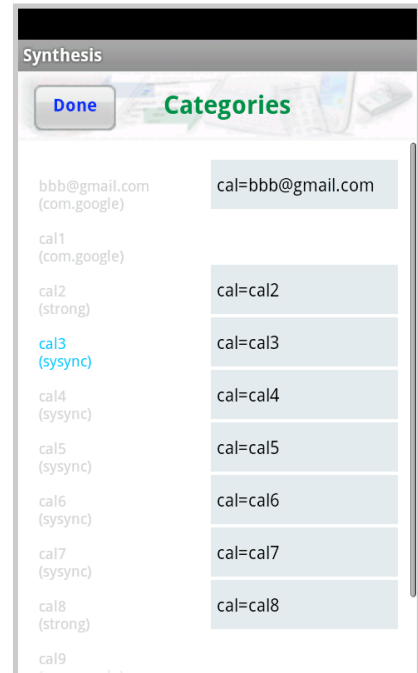 Synthesis
Done
Categories
bbb@gmail.com
(com.google)
cal=bbb@gmail.com
cal1
(com.google)
cal2
(strong)
cal=cal2
cal3
(sysync)
cal=cal3
cal4
(sysync)
cal=cal4
cal5
(sysync)
cal=cal5
cal6
(sysync)
cal=cal6
cal7
(sysync)
cal=cal7
cal8
(strong)
cal=cal8
cal9